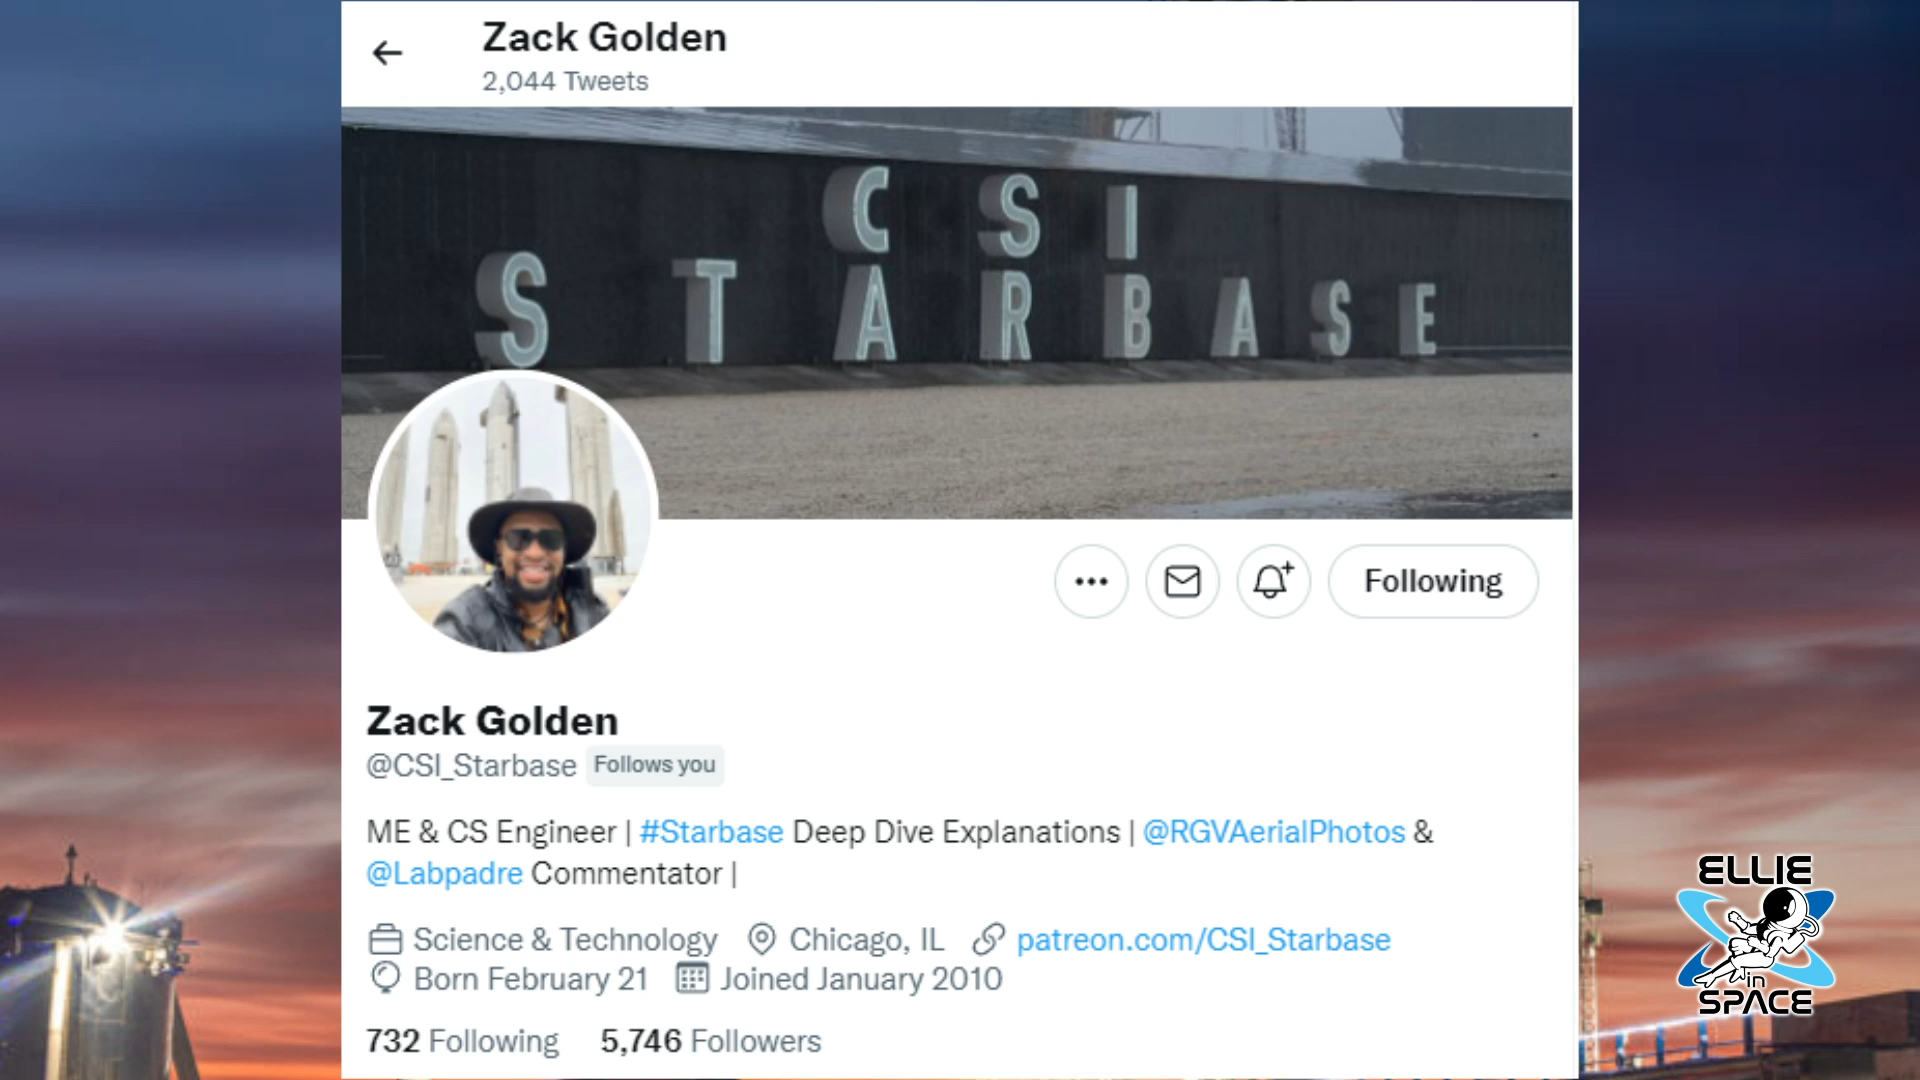 Zack Golden
2,044 Tweets
CSI
STARBASE
Following
Zack Golden
@CSI_Starbase Follows you
ME & CS Engineer | #Starbase Deep Dive Explanations | @RGVAerialPhotos &
@Labpadre Commentator |
Science & Technology Chicago, IL patreon.com/CSI_Starbase
Born February 21 Joined January 2010
732 Following 5,746 Followers
ELLIE
in
SPACE